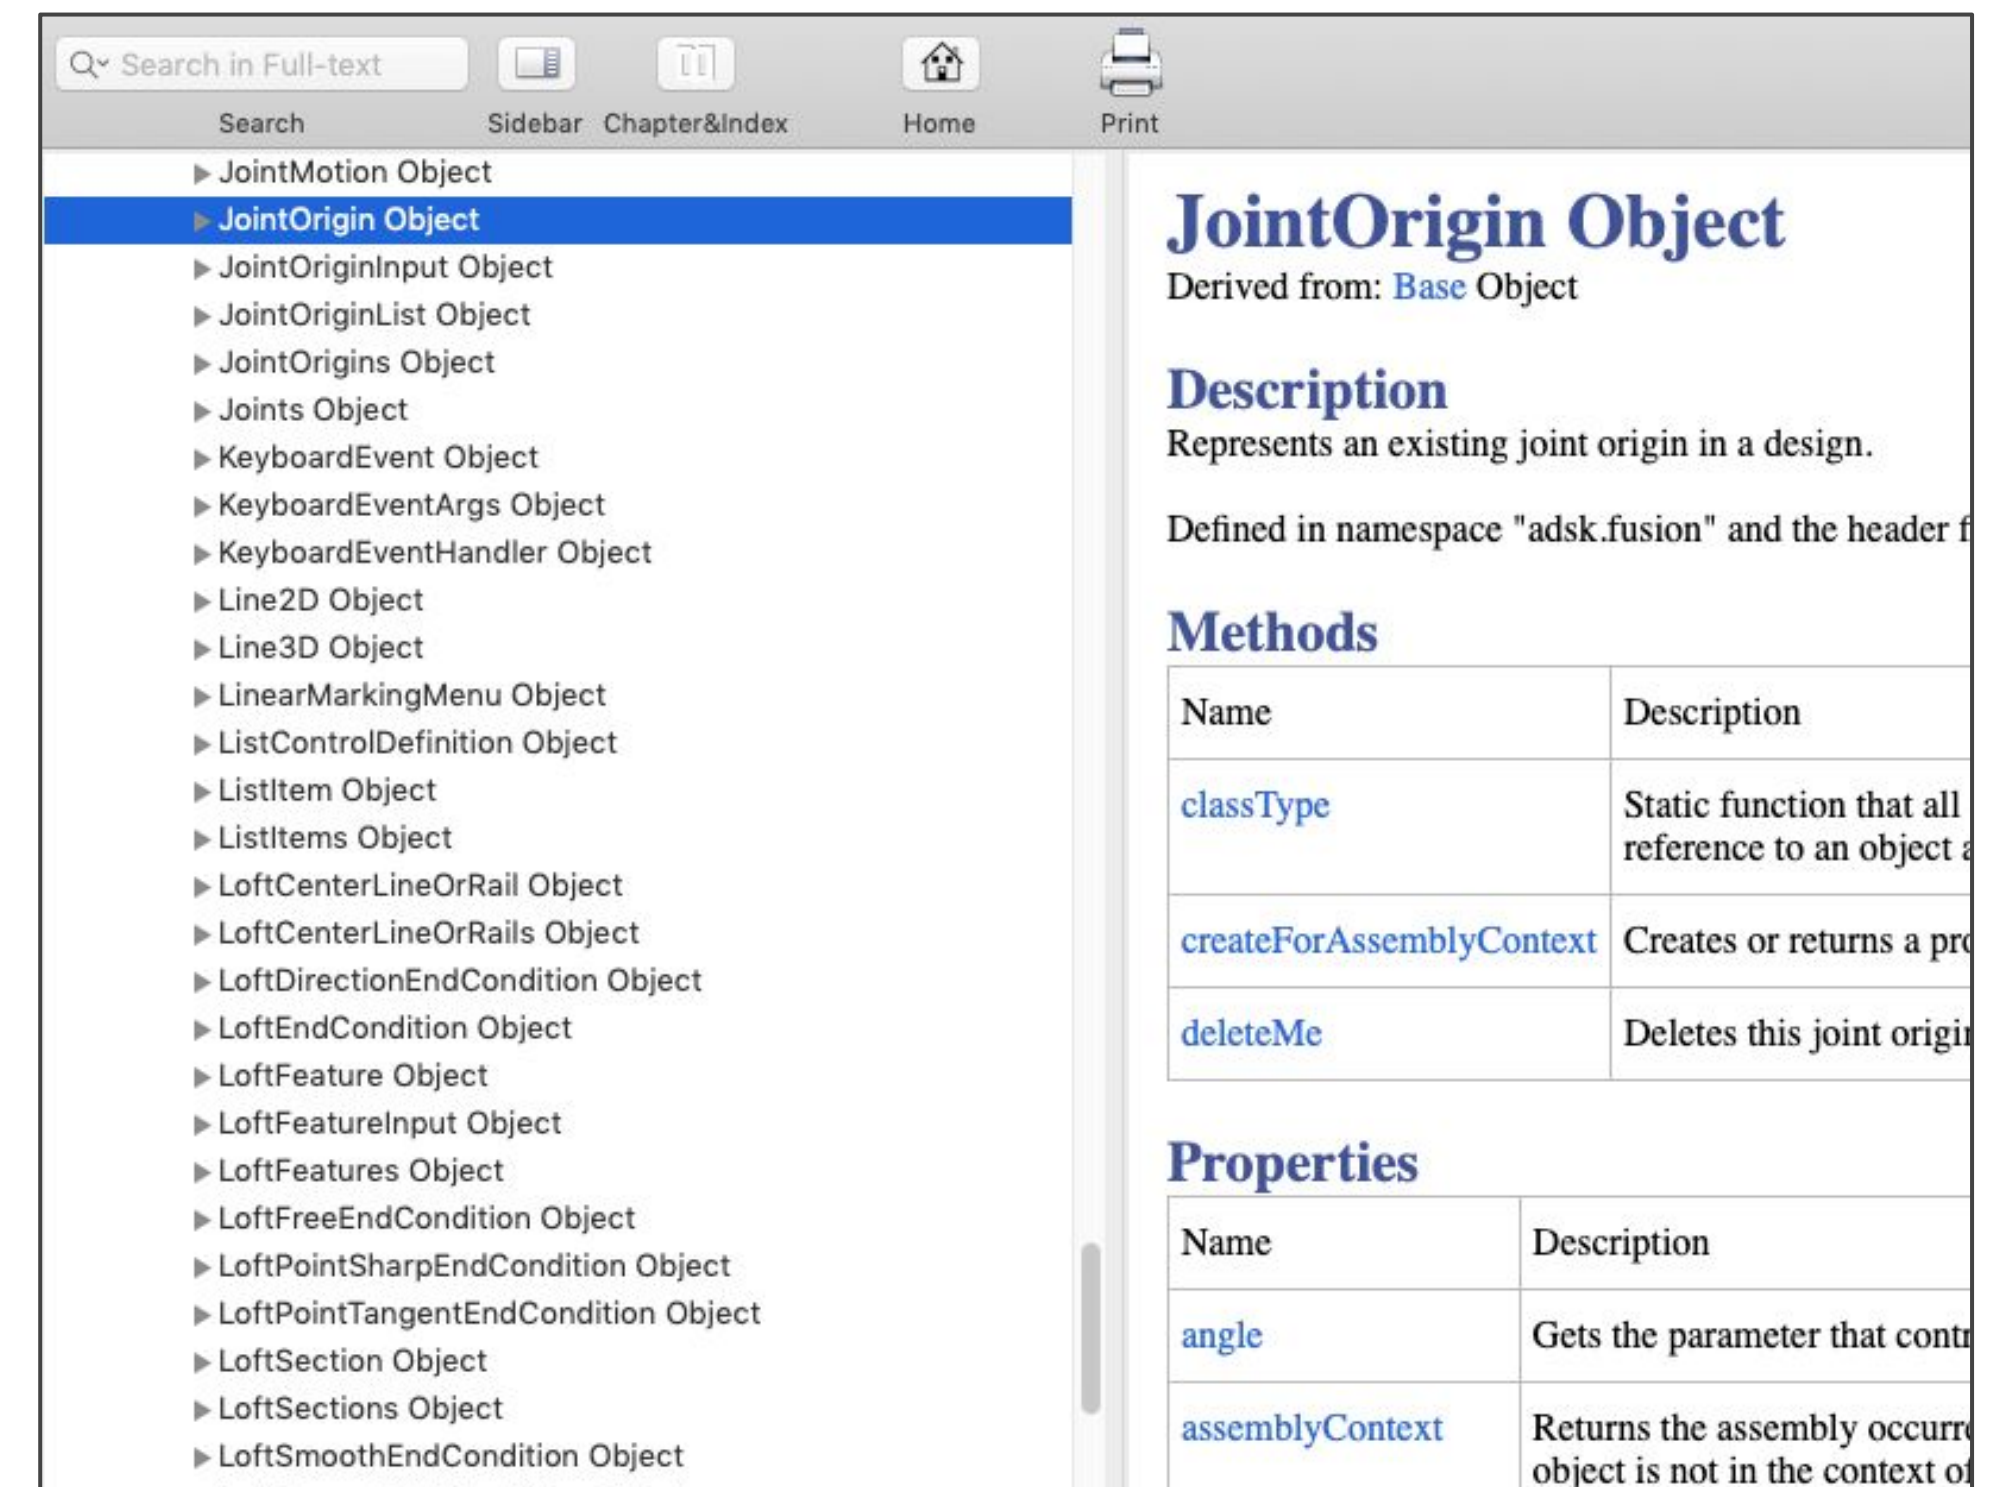 Search in Full-text
Search
Sidebar
Chapter&Index
Home
Print
JointMotion Object
JointOrigin Object
JointOriginInput Object
JointOriginList Object
JointOrigins Object
Joints Object
KeyboardEvent Object
KeyboardEventArgs Object
KeyboardEventHandler Object
Line2D Object
Line3D Object
LinearMarkingMenu Object
ListControlDefinition Object
ListItem Object
ListItems Object
LoftCenterLineOrRail Object
LoftCenterLineOrRails Object
LoftDirectionEndCondition Object
LoftEndCondition Object
LoftFeature Object
LoftFeatureInput Object
LoftFeatures Object
LoftFreeEndCondition Object
LoftPointSharpEndCondition Object
LoftPointTangentEndCondition Object
LoftSection Object
LoftSections Object
LoftSmoothEndCondition Object
JointOrigin Object
Derived from: Base Object
Description
Represents an existing joint origin in a design.
Defined in namespace "adsk.fusion" and the header
Methods
Name Description
classType Static function that all
reference to an object
createForAssemblyContext Creates or returns a
deleteMe Deletes this joint
Properties
Name Description
angle Gets the parameter that
assemblyContext Returns the assembly
object is not in the context